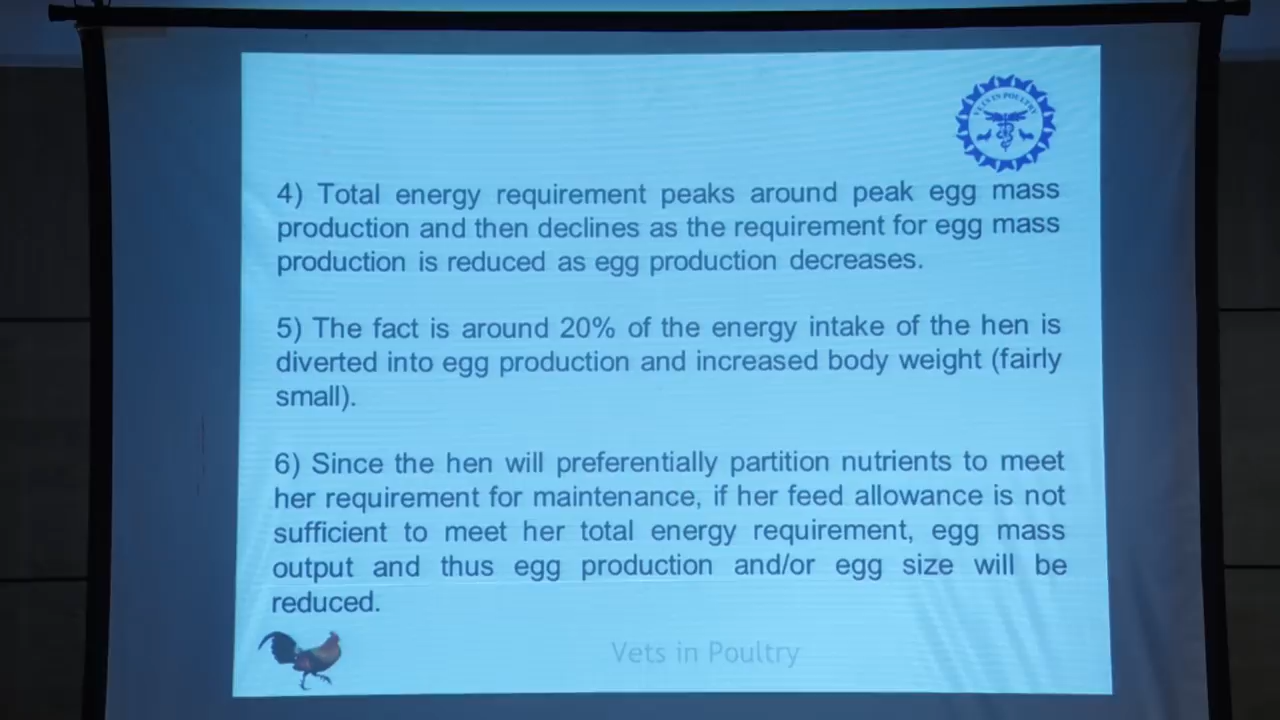 VETS IN POULTRY
4) Total energy requirement peaks around peak egg mass
production and then declines as the requirement for egg mass
production is reduced as egg production decreases.
5) The fact is around 20% of the energy intake of the hen is
diverted into egg production and increased body weight (fairly
small).
6) Since the hen will preferentially partition nutrients to meet
her requirement for maintenance, if her feed allowance is not
sufficient to meet her total energy requirement, egg mass
output and thus egg production and/or egg size will be
reduced.
Vets in Poultry